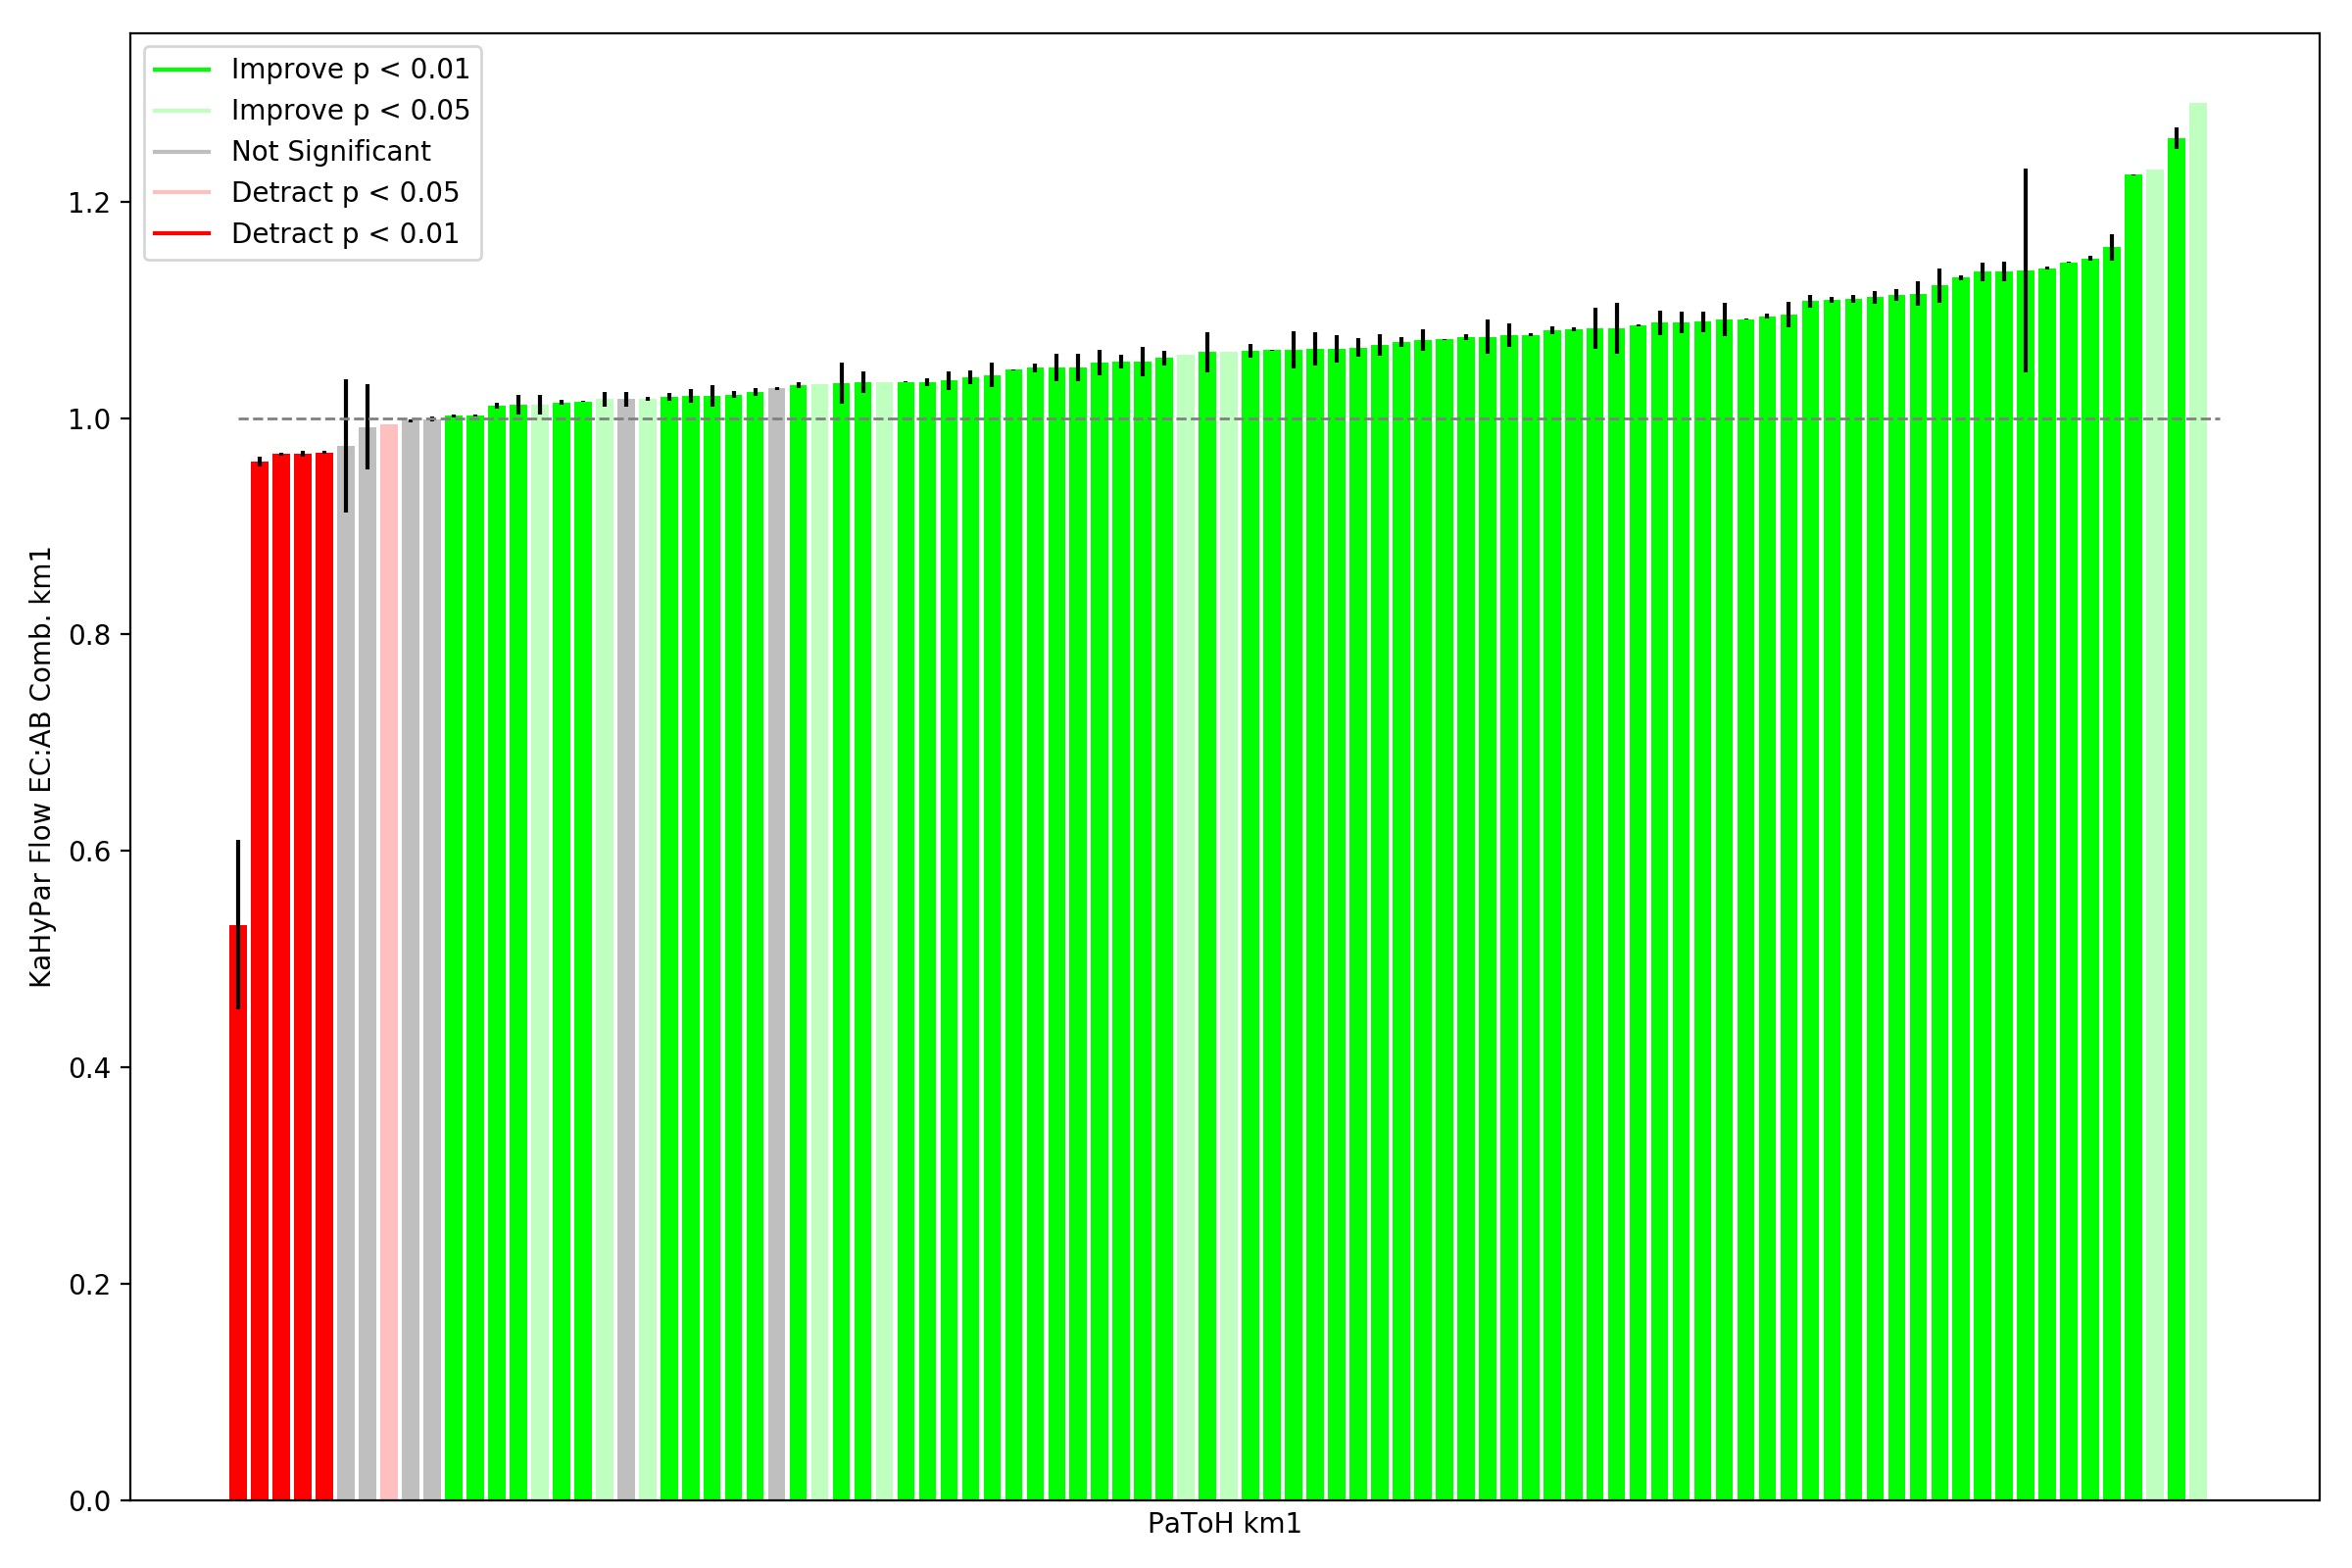 Improve p < 0.01
Improve p < 0.05
Not Significant
Detract p < 0.05
Detract p < 0.01
1.2
1.0
0.8
0.6
0.4
0.2
0.0
KaHyPar Flow EC:AB Comb. km1
PaToH km1